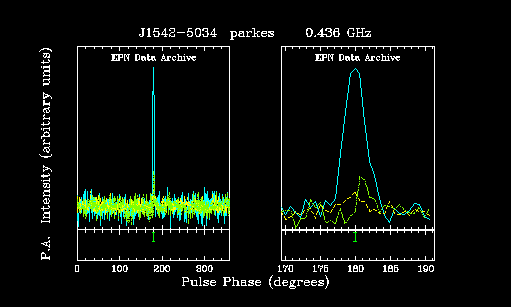 J1542-5034 parkes 0.436 GHz
EPN Data Archive EPN Data Archive
P.A. Intensity (arbitrary units)
0 100 200 300 170 175 180 185 190
Pulse Phase (degrees)